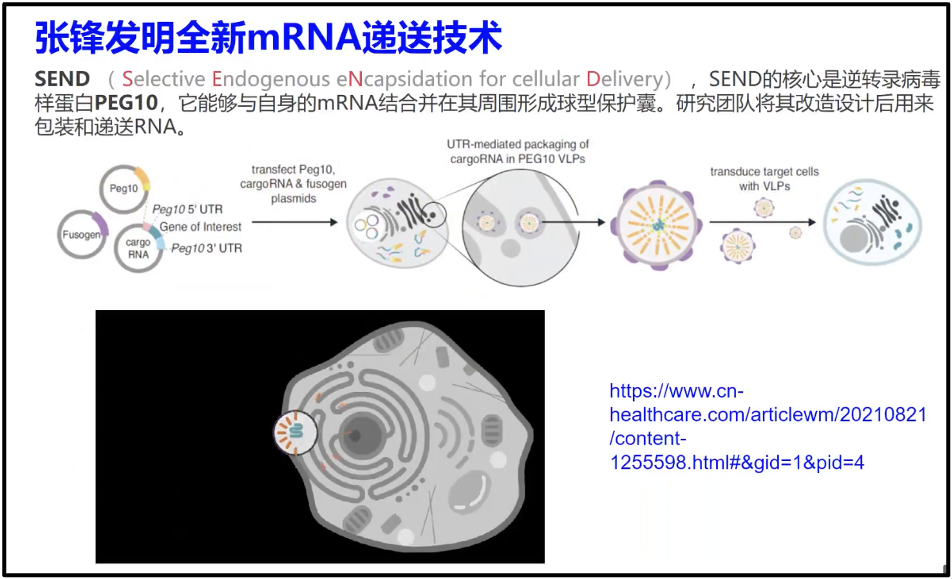 张锋发明全新mRNA递送技术
SEND （ Selective Endogenous eNcapsidation for cellular Delivery），SEND的核心是逆转录病毒
样蛋白PEG10，它能够与自身的mRNA结合并在其周围形成球型保护囊。研究团队将其改造设计后用来
包装和递送RNA。
Peg10
Fusogen
cargo
RNA
Peg10 5' UTR
Gene of Interest
Peg10 3' UTR
transfect Peg10,
cargoRNA & fusogen
plasmids
UTR-mediated packaging of
cargoRNA in PEG10 VLPs
transduce target cells
with VLPs
https://www.cn-
healthcare.com/articlewm/20210821
/content-
1255598.html#&gid=1&pid=4